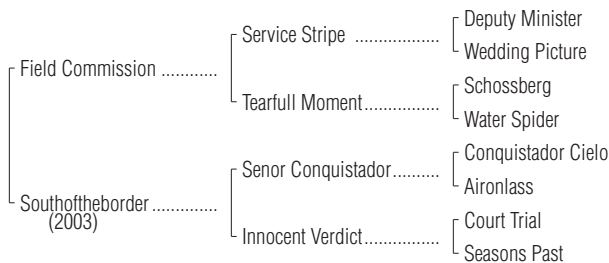 Deputy Minister
Service Stripe ..................
Wedding Picture
Field Commission ............
Schossberg
Tearfull Moment................
Water Spider
Conquistador Cielo
Senor Conquistador..........
Aironlass
Southoftheborder ..............
(2003)
Court Trial
Innocent Verdict................
Seasons Past